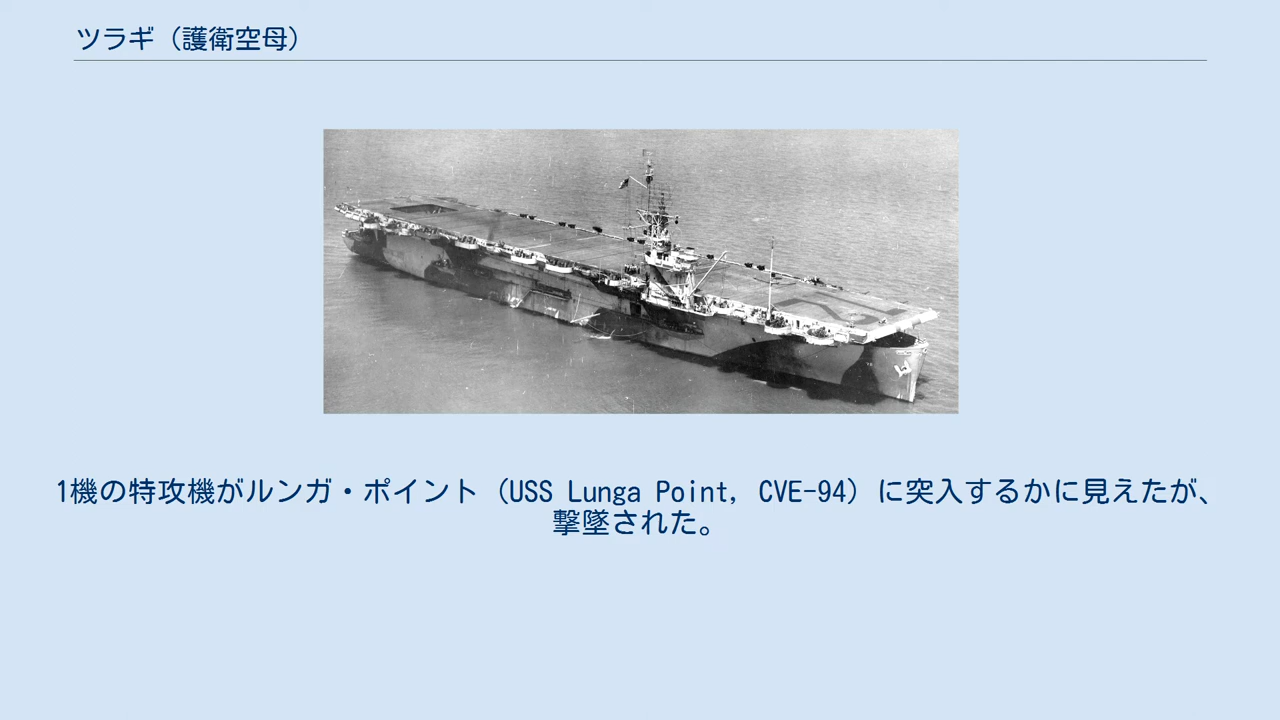 ツラギ（護衛空母）
1機の特攻機がルンガ・ポイント（USS Lunga Point, CVE-94）に突入するかに見えたが、
撃墜された。